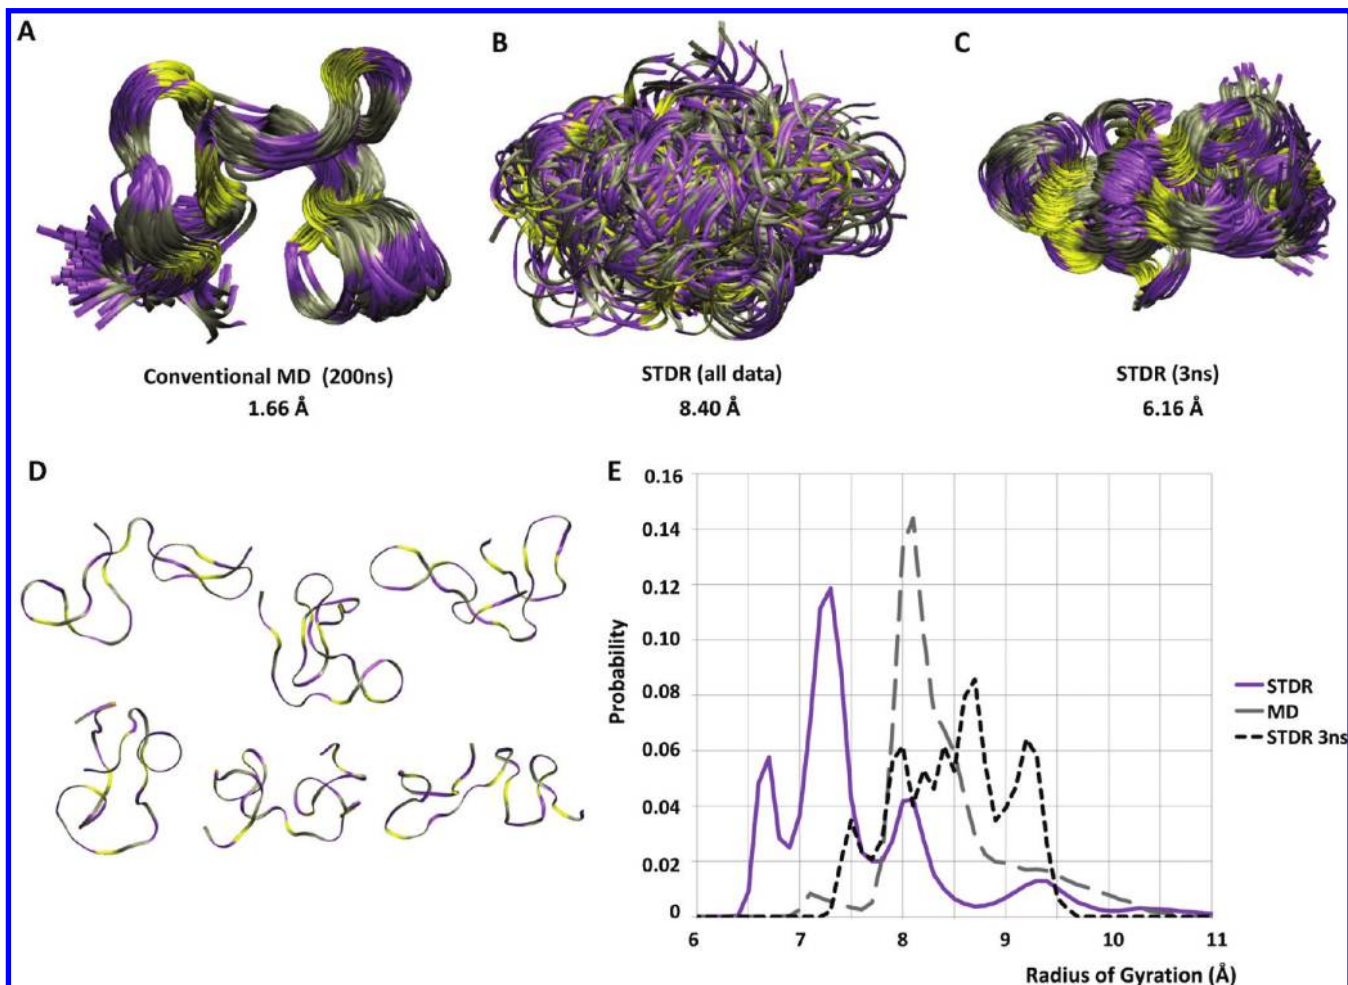 A
B
C
Conventional MD (200ns)
1.66 Å
STDR (all data)
8.40 Å
STDR (3ns)
6.16 Å
D
E
0.16
0.14
0.12
0.10
0.08
0.06
0.04
0.02
0
Probability
6
7
8
9
10
11
Radius of Gyration (Å)
STDR
MD
STDR 3ns